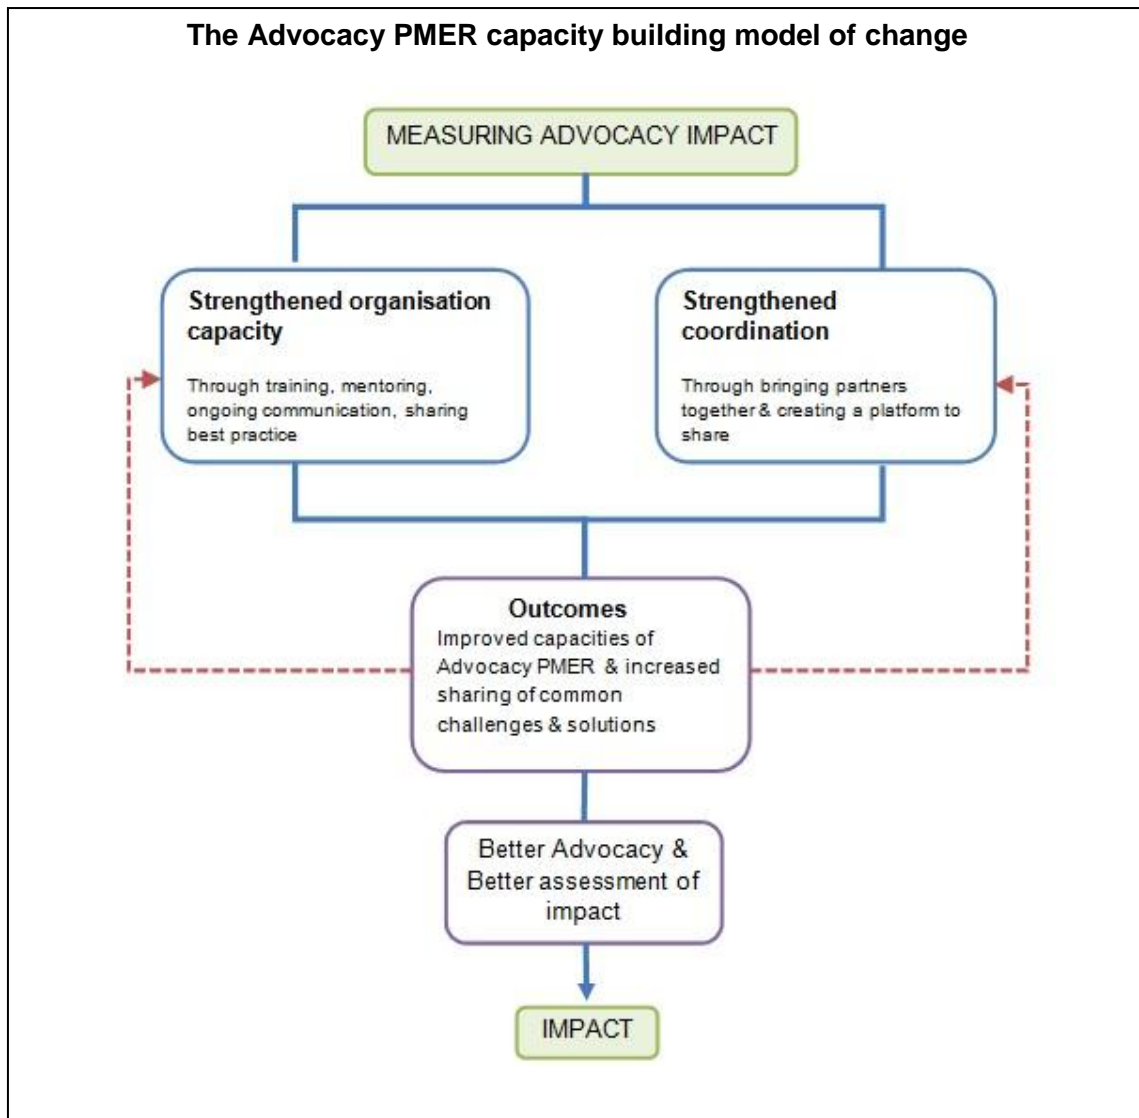 The Advocacy PMER capacity building model of change
MEASURING ADVOCACY IMPACT
Strengthened organisation
capacity
Through training, mentoring,
ongoing communication, sharing
best practice
Strengthened
coordination
Through bringing partners
together & creating a platform to
share
Outcomes
Improved capacities of
Advocacy PMER & increased
sharing of common
challenges & solutions
Better Advocacy &
Better assessment of
impact
IMPACT